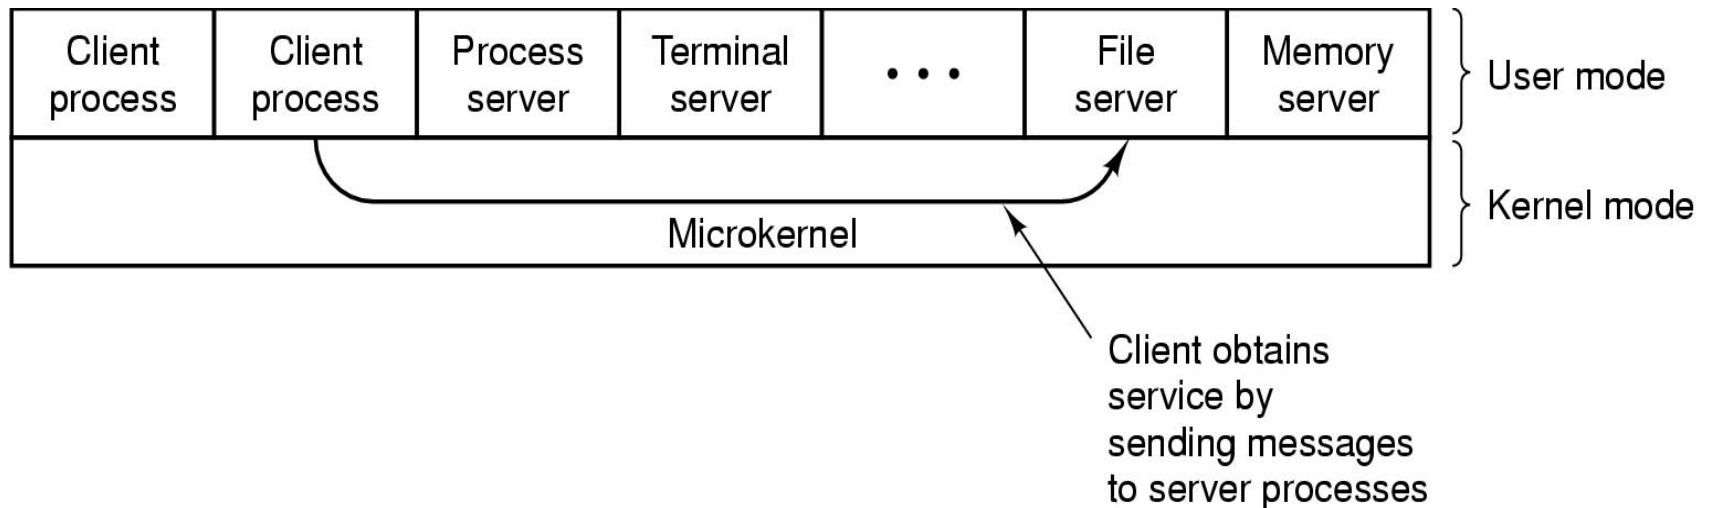 Client
process
Client
process
Process
server
Terminal
server
• • •
File
server
Memory
server
User mode
Microkernel
Kernel mode
Client obtains
service by
sending messages
to server processes